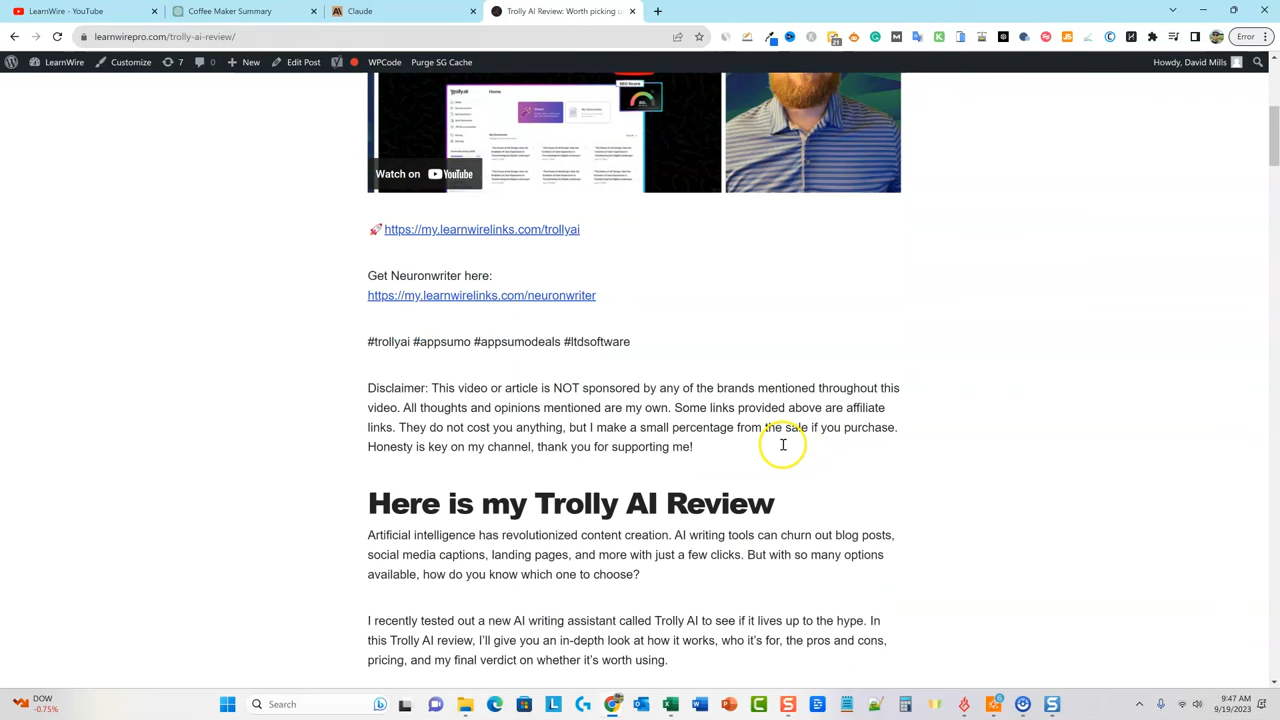 LearnWire - YouTube
Coffee Maker Summary
Claude
Trolly AI Review: Worth picking u
learnwirepro.com/trolly-ai-review/
Error
LearnWire Customize 7 0 New Edit Post WPCode Purge SG Cache
Howdy, David Mills
trolly.ai
Home
SEO Score
Watch on YouTube
https://my.learnwirelinks.com/trollyai
Get Neuronwriter here:
https://my.learnwirelinks.com/neuronwriter
#trollyai #appsumo #appsumodeals #ltdsoftware
Disclaimer: This video or article is NOT sponsored by any of the brands mentioned throughout this
video. All thoughts and opinions mentioned are my own. Some links provided above are affiliate
links. They do not cost you anything, but I make a small percentage from the sale if you purchase.
Honesty is key on my channel, thank you for supporting me!
Here is my Trolly AI Review
Artificial intelligence has revolutionized content creation. AI writing tools can churn out blog posts,
social media captions, landing pages, and more with just a few clicks. But with so many options
available, how do you know which one to choose?
I recently tested out a new AI writing assistant called Trolly AI to see if it lives up to the hype. In
this Trolly AI review, I'll give you an in-depth look at how it works, who it's for, the pros and cons,
pricing, and my final verdict on whether it's worth using.
DOW
-0.75%
Search
9:47 AM